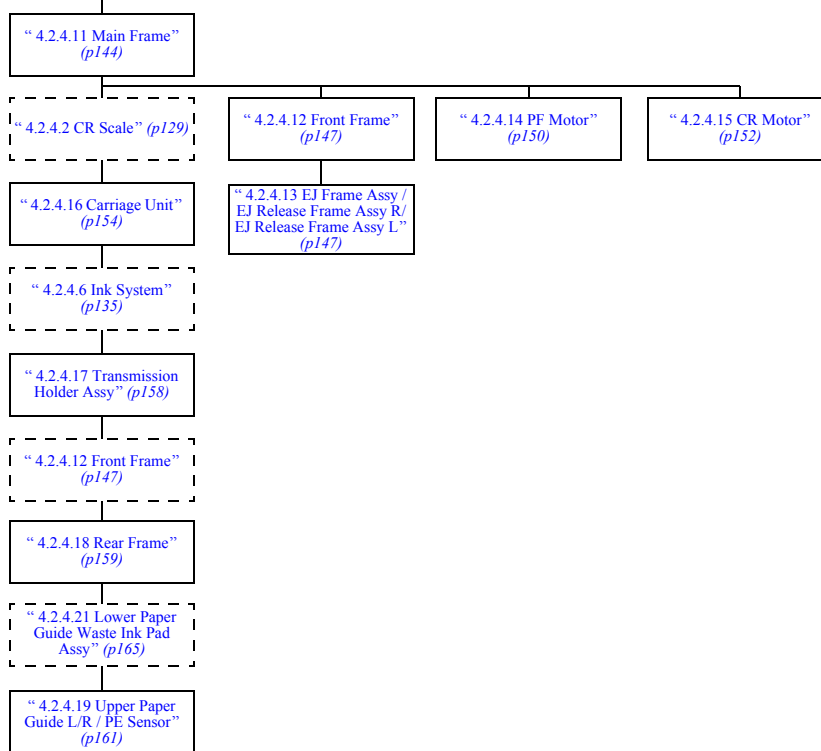 “ 4.2.4.11 Main Frame”
(p144)
“ 4.2.4.2 CR Scale” (p129)
“ 4.2.4.12 Front Frame”
(p147)
“ 4.2.4.14 PF Motor”
(p150)
“ 4.2.4.15 CR Motor”
(p152)
“ 4.2.4.16 Carriage Unit”
(p154)
“ 4.2.4.13 EJ Frame Assy /
EJ Release Frame Assy R/
EJ Release Frame Assy L”
(p147)
“ 4.2.4.6 Ink System”
(p135)
“ 4.2.4.17 Transmission
Holder Assy” (p158)
“ 4.2.4.12 Front Frame”
(p147)
“ 4.2.4.18 Rear Frame”
(p159)
“ 4.2.4.21 Lower Paper
Guide Waste Ink Pad
Assy” (p165)
“ 4.2.4.19 Upper Paper
Guide L/R / PE Sensor”
(p161)